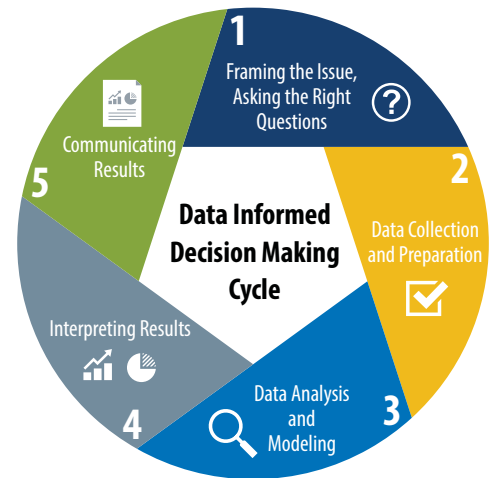 1
Framing the Issue,
Asking the Right
Questions
?
2
Data Collection
and Preparation
3
Data Analysis
and
Modeling
4
Interpreting Results
5
Communicating
Results
Data Informed
Decision Making
Cycle